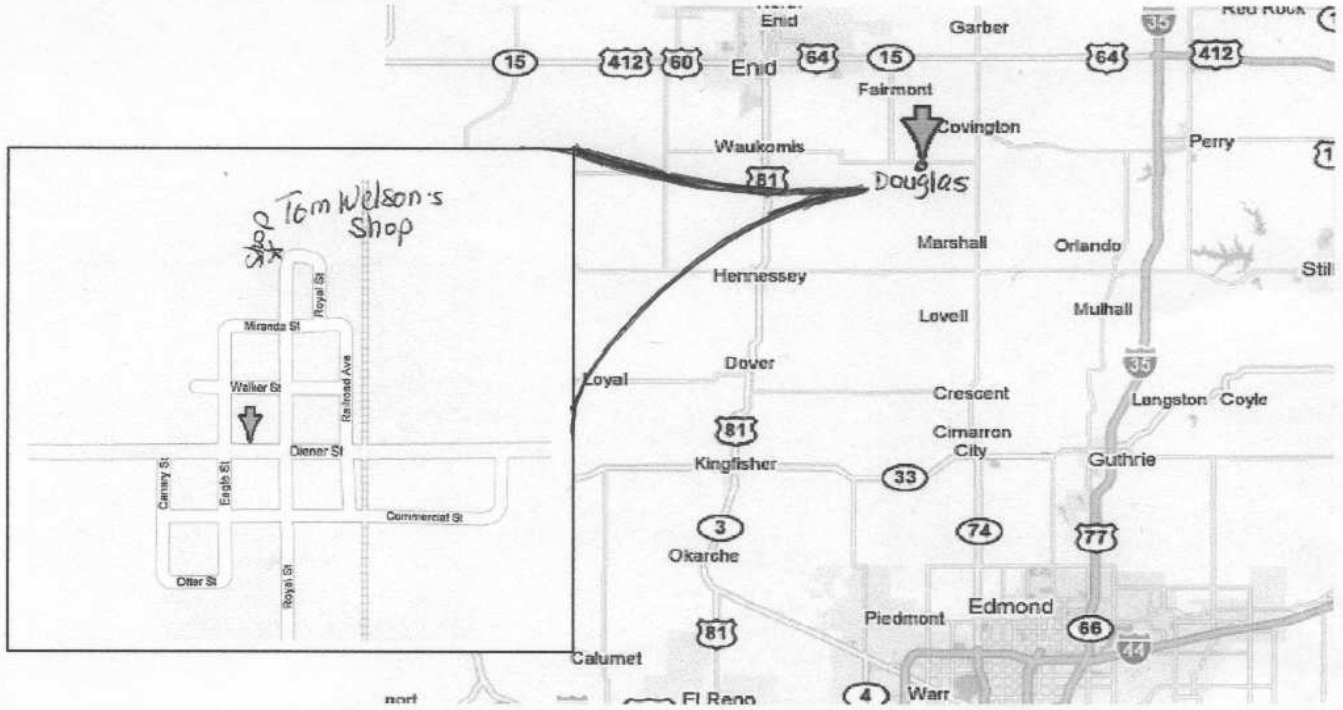 35
Red Rock
Enid
Garber
15
412
60
Enid
64
15
64
412
Fairmont
Covington
Waukomis
Perry
81
Douglas
Tom Welson's
Shop
Shop
Marshall
Orlando
Hennessey
Still
Royal St
Miranda St
Lovell
Mulhall
Dover
35
Walker St
Railroad Ave
Loyal
Crescent
Langston
Coyle
81
Cimarron
City
Diener St
Kingfisher
33
Guthrie
Canary St
Eagle St
Commercial St
3
74
77
Okarche
Otter St
Royal St
Piedmont
Edmond
66
81
44
Calumet
4
Warr
El Reno